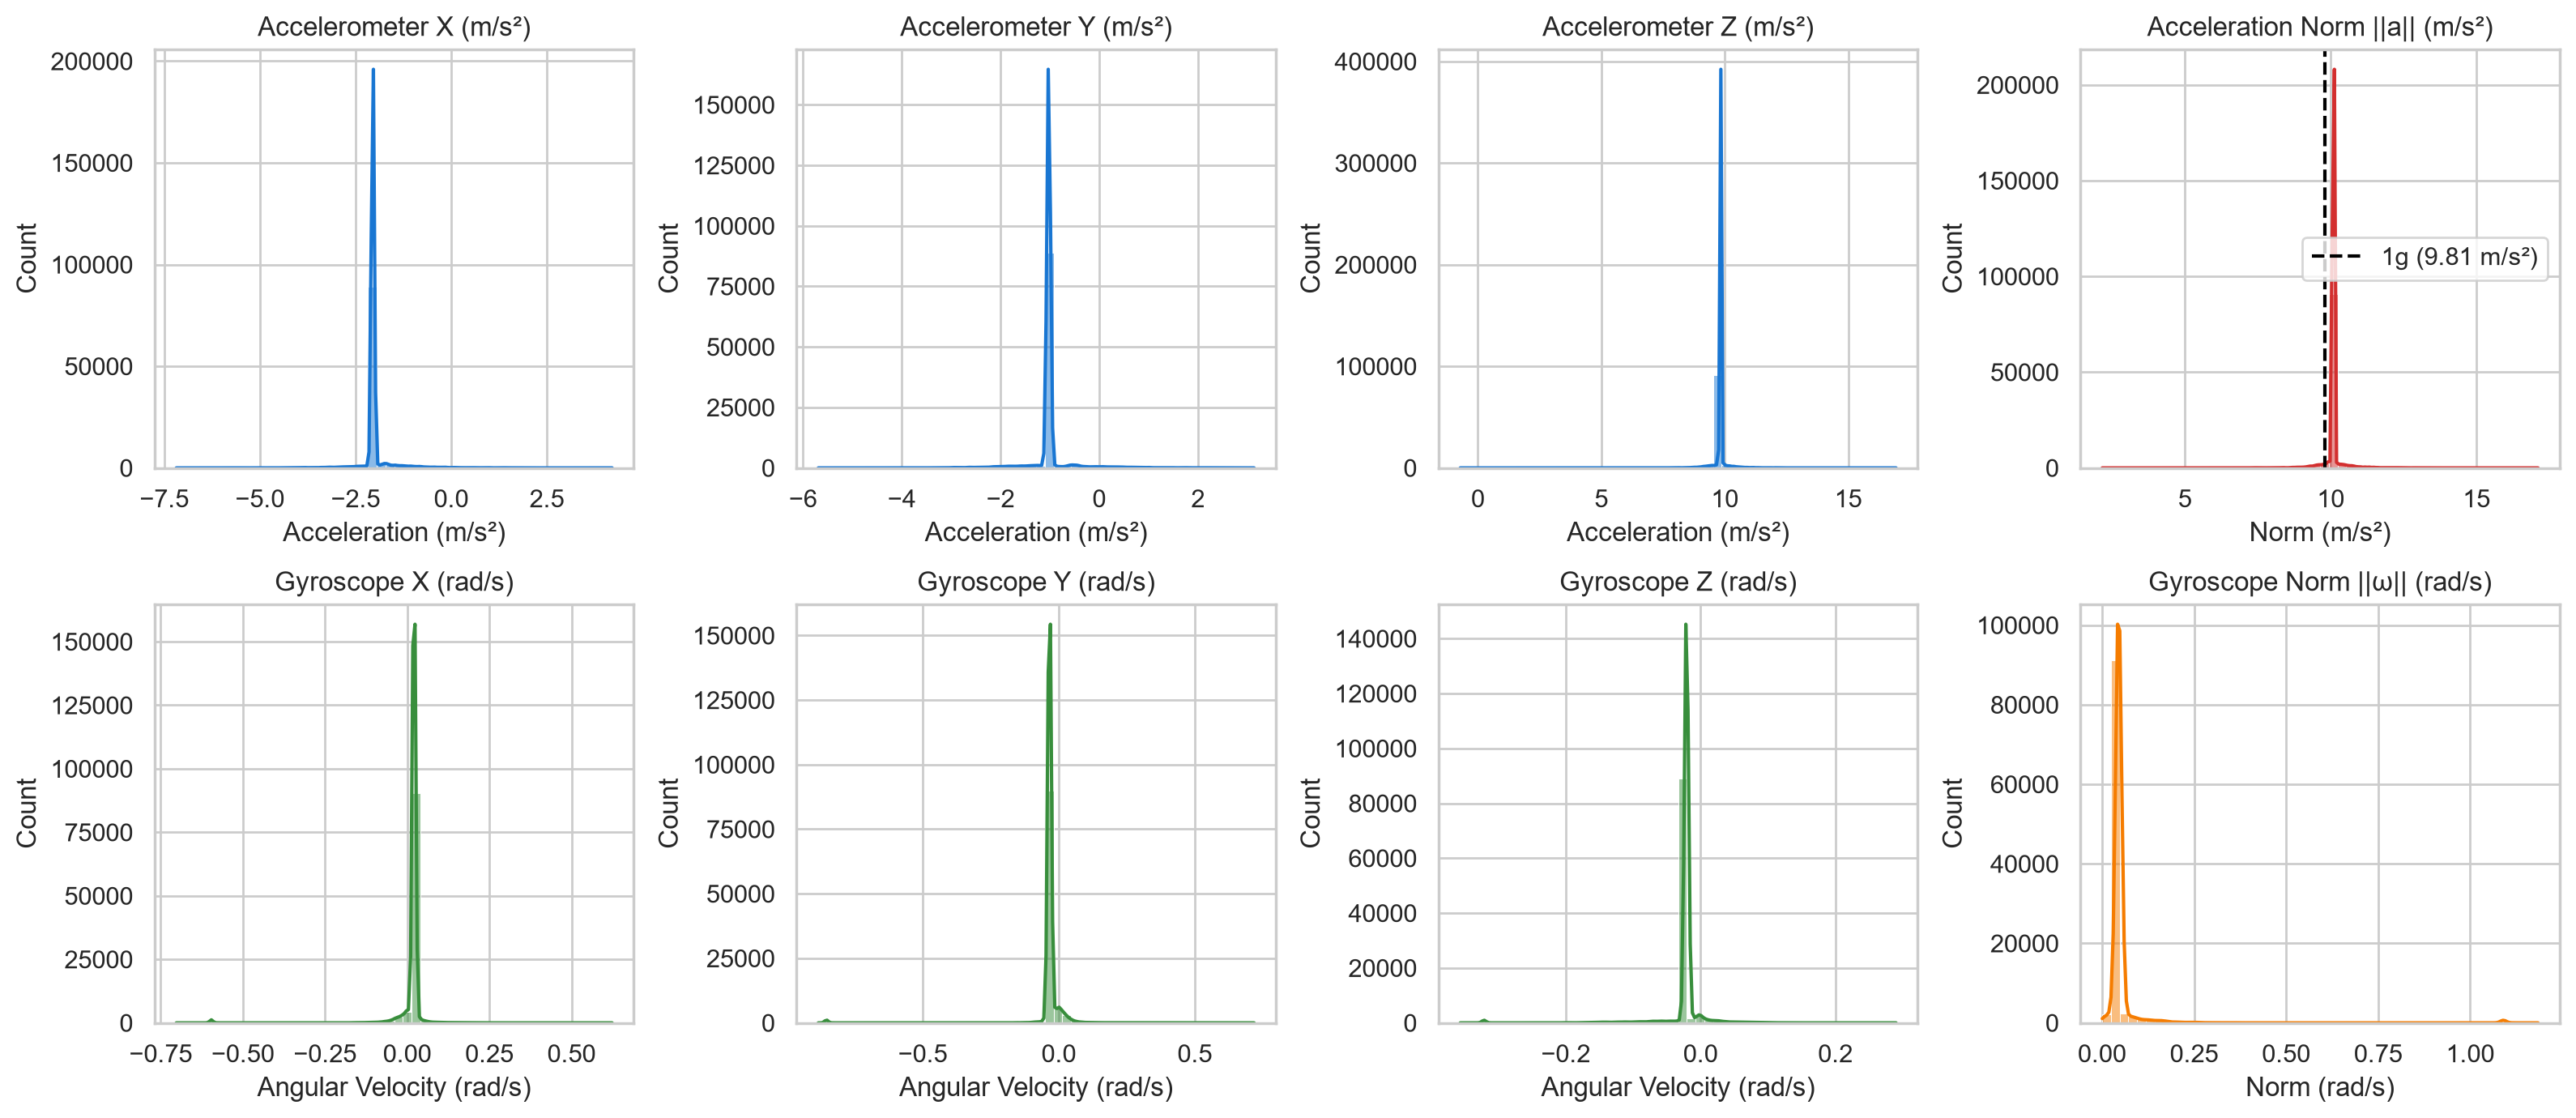 Accelerometer X (m/s²)
200000
150000
100000
50000
0
Count
−7.5 −5.0 −2.5 0.0 2.5
Acceleration (m/s²)
Accelerometer Y (m/s²)
150000
125000
100000
75000
50000
25000
0
Count
−6 −4 −2 0 2
Acceleration (m/s²)
Accelerometer Z (m/s²)
400000
300000
200000
100000
0
Count
0 5 10 15
Acceleration (m/s²)
Acceleration Norm ||a|| (m/s²)
200000
150000
100000
50000
0
Count
1g (9.81 m/s²)
5 10 15
Norm (m/s²)
Gyroscope X (rad/s)
150000
125000
100000
75000
50000
25000
0
Count
−0.75 −0.50 −0.25 0.00 0.25 0.50
Angular Velocity (rad/s)
Gyroscope Y (rad/s)
150000
125000
100000
75000
50000
25000
0
Count
−0.5 0.0 0.5
Angular Velocity (rad/s)
Gyroscope Z (rad/s)
140000
120000
100000
80000
60000
40000
20000
0
Count
−0.2 0.0 0.2
Angular Velocity (rad/s)
Gyroscope Norm ||ω|| (rad/s)
100000
80000
60000
40000
20000
0
Count
0.00 0.25 0.50 0.75 1.00
Norm (rad/s)